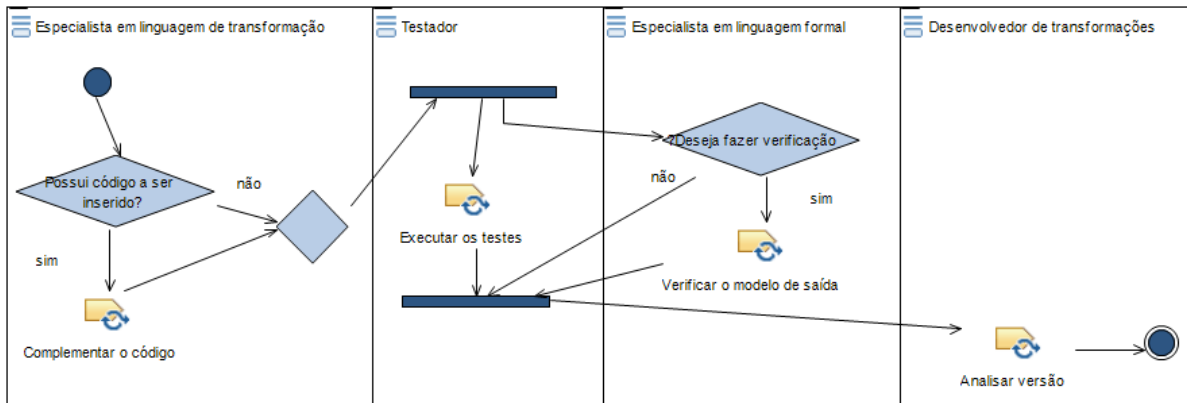 Especialista em linguagem de transformação
Testador
Especialista em linguagem formal
Desenvolvedor de transformações
Possui código a ser
inserido?
não
sim
Complementar o código
Executar os testes
?Deseja fazer verificação
não
sim
Verificar o modelo de saída
Analisar versão